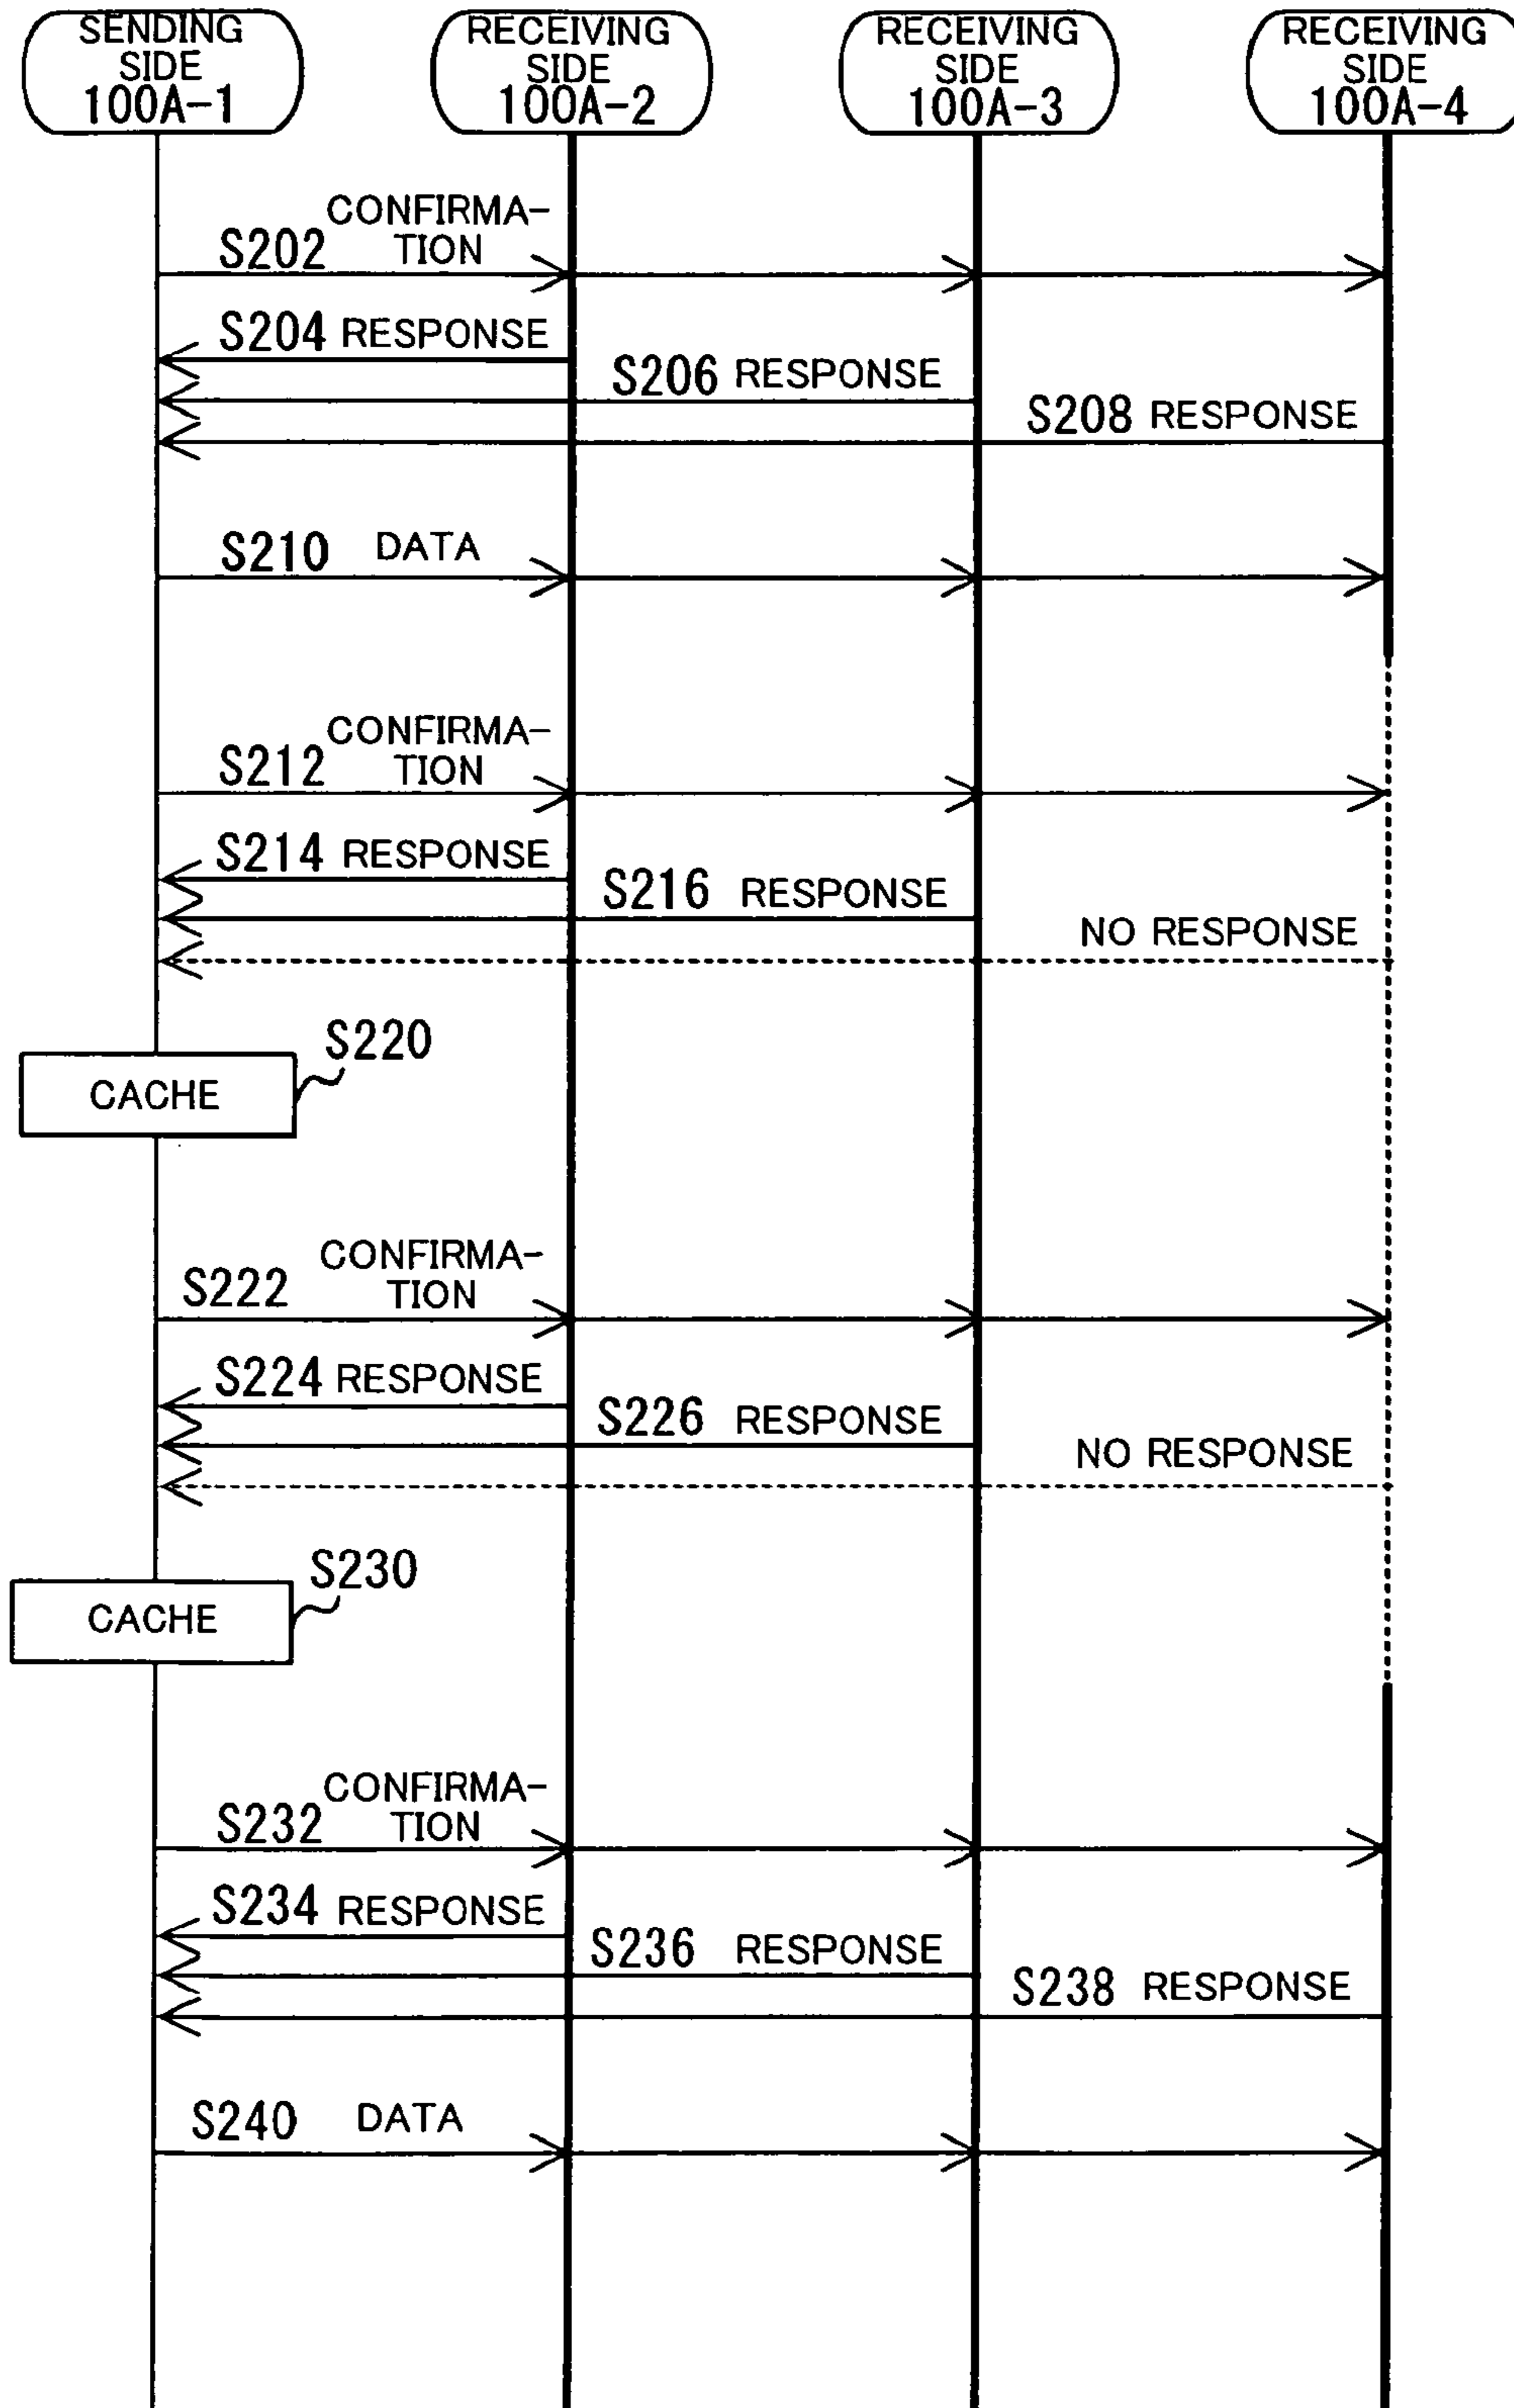 SENDING
SIDE
100A-1
RECEIVING
SIDE
100A-2
RECEIVING
SIDE
100A-3
RECEIVING
SIDE
100A-4
CONFIRMA-
S202 TION
S204 RESPONSE
S206 RESPONSE
S208 RESPONSE
S210 DATA
CONFIRMA-
S212 TION
S214 RESPONSE
S216 RESPONSE
NO RESPONSE
S220
CACHE
CONFIRMA-
S222 TION
S224 RESPONSE
S226 RESPONSE
NO RESPONSE
S230
CACHE
CONFIRMA-
S232 TION
S234 RESPONSE
S236 RESPONSE
S238 RESPONSE
S240 DATA